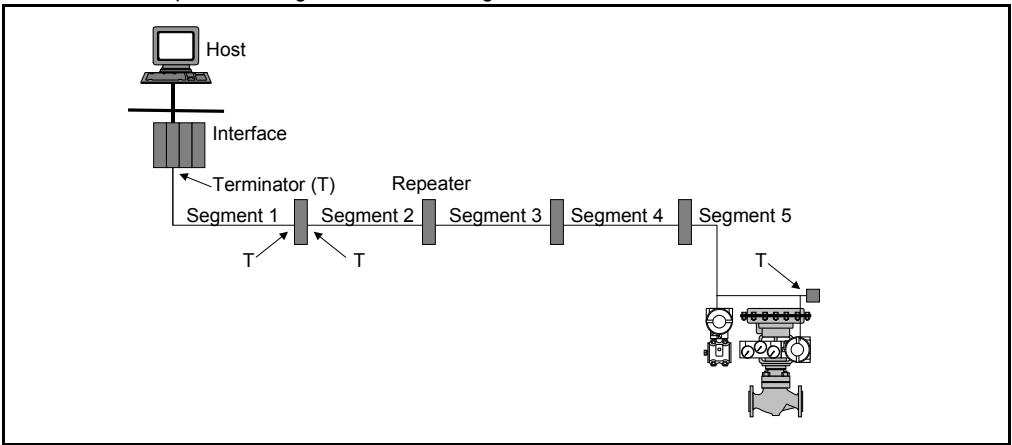 Host
Interface
Terminator (T)
Repeater
Segment 1
Segment 2
Segment 3
Segment 4
Segment 5
T
T
T